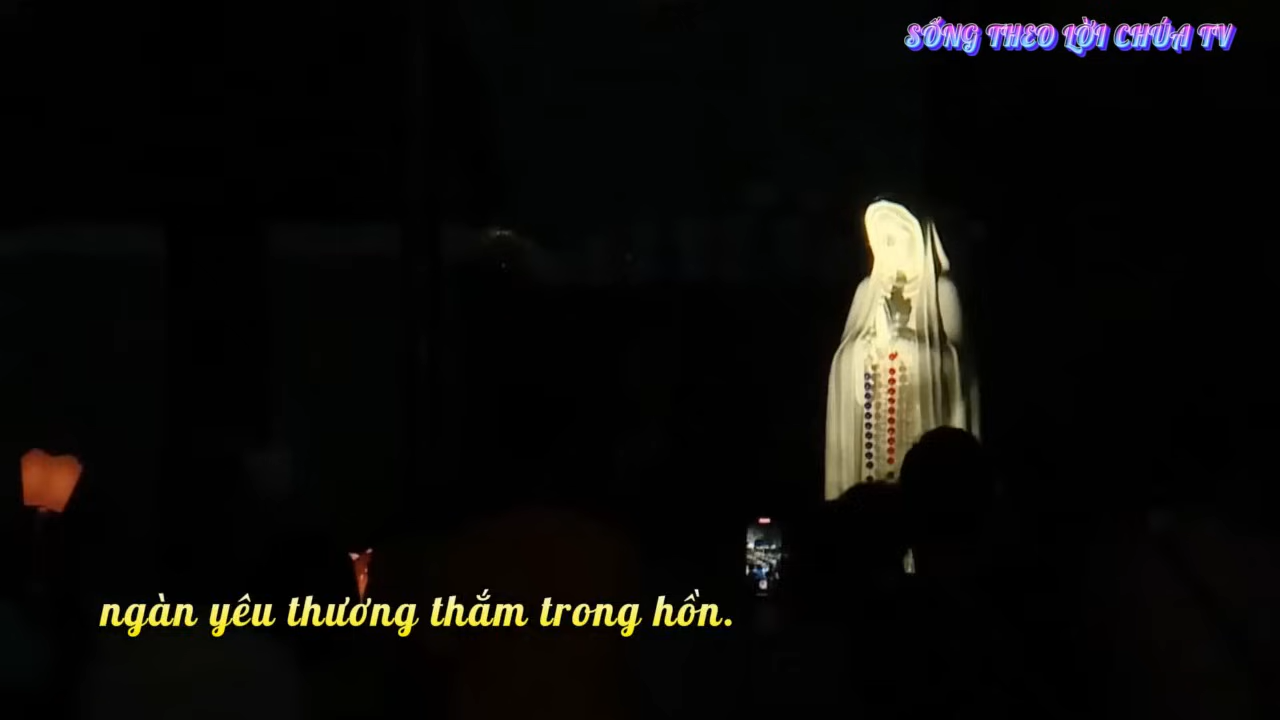 SỐNG THEO LỜI CHÚA TV
ngàn yêu thương thắm trong hồn.